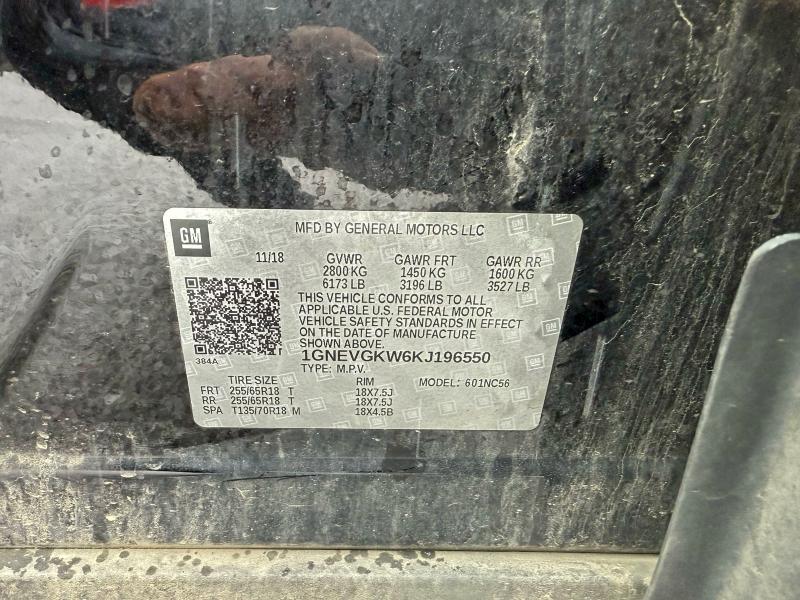 GM
MFD BY GENERAL MOTORS LLC
11/18 GVWR GAWR FRT GAWR RR
2800 KG 1450 KG 1600 KG
6173 LB 3196 LB 3527 LB
THIS VEHICLE CONFORMS TO ALL
APPLICABLE U.S. FEDERAL MOTOR
VEHICLE SAFETY STANDARDS IN EFFECT
ON THE DATE OF MANUFACTURE
SHOWN ABOVE.
384A
1GNEVGKW6KJ196550
TYPE: M.P.V.
TIRE SIZE RIM MODEL: 601NC56
FRT 255/65R18 T 18X7.5J
RR 255/65R18 T 18X7.5J
SPA T135/70R18 M 18X4.5B